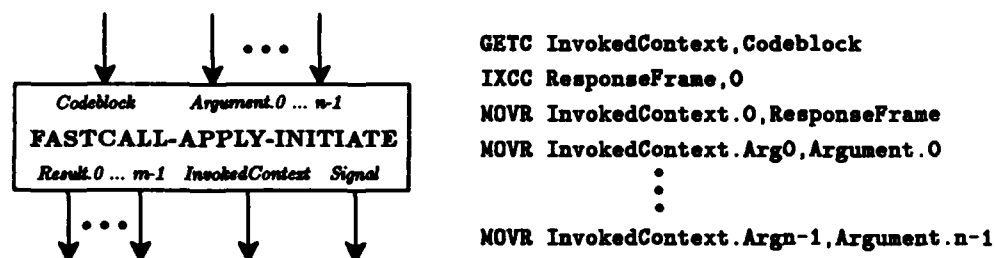 Codeblock Argument.0 ... n-1
FASTCALL-APPLY-INITIATE
Result.0 ... m-1 InvokedContext Signal
GETC InvokedContext,Codeblock
IXCC ResponseFrame,0
MOVR InvokedContext.0,ResponseFrame
MOVR InvokedContext.Arg0,Argument.0
MOVR InvokedContext.Argn-1,Argument.n-1